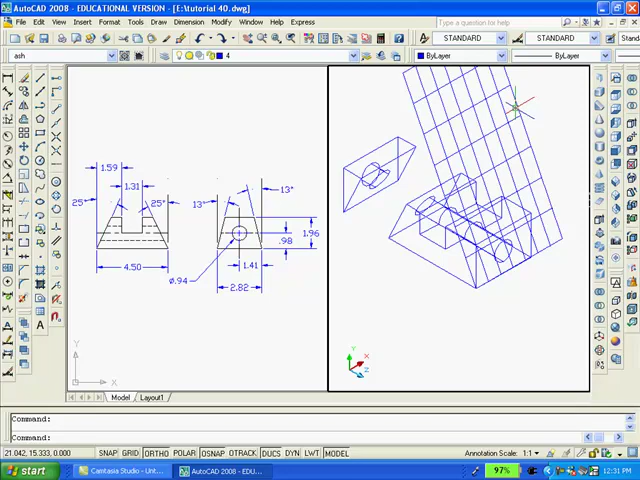 AutoCAD 2008 - EDUCATIONAL VERSION - [E:\tutorial 40.dwg]
File Edit View Insert Format Tools Draw Dimension Modify Window Help Express
STANDARD STANDARD Standa
ash 4 ByLayer ByLayer
1.59
1.31
25° 25° 13° 13°
.98 1.96
4.50 1.41
ø.94 2.82
Y
X
Y
X
Z
Model Layout1
Command:
Command:
21.042, 15.333, 0.000 SNAP GRID ORTHO POLAR OSNAP OTRACK DUCS DYN LWT MODEL Annotation Scale: 1:1
start Camtasia Studio - Unt... AutoCAD 2008 - EDU... 97% 12:31 PM